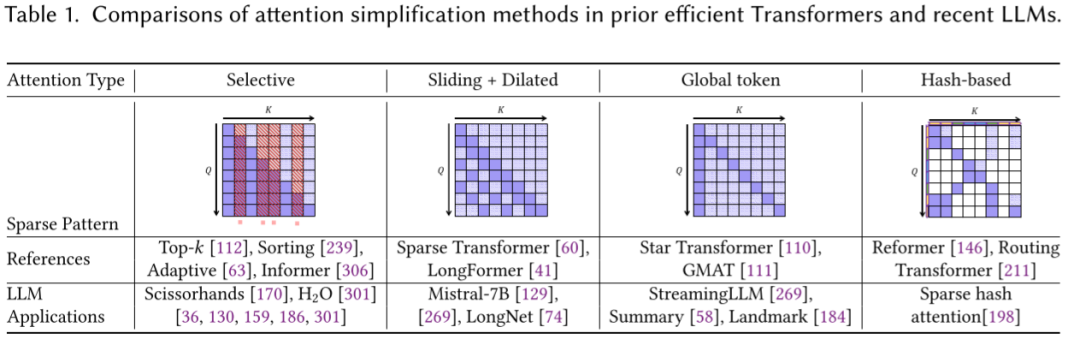 Table 1. Comparisons of attention simplification methods in prior efficient Transformers and recent LLMs.
Attention Type Selective Sliding + Dilated Global token Hash-based
K K K K
Q Q Q Q
Sparse Pattern
References Top-k [112], Sorting [239], Sparse Transformer [60], Star Transformer [110], Reformer [146], Routing
Adaptive [63], Informer [306] LongFormer [41] GMAT [111] Transformer [211]
LLM Scissorhands [170], H₂O [301] Mistral-7B [129], StreamingLLM [269], Sparse hash
Applications [36, 130, 159, 186, 301] [269], LongNet [74] Summary [58], Landmark [184] attention[198]